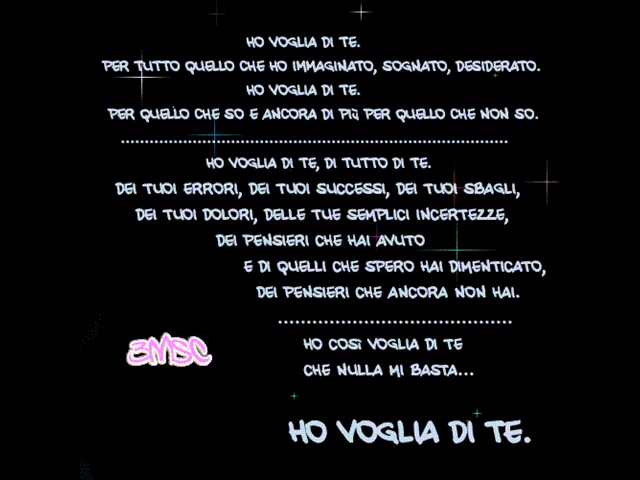 HO VOGLIA DI TE.
PER TUTTO QUELLO CHE HO IMMAGINATO, SOGNATO, DESIDERATO.
HO VOGLIA DI TE.
PER QUELLO CHE SO E ANCORA DI PIÙ PER QUELLO CHE NON SO.
................................................................................
HO VOGLIA DI TE, DI TUTTO DI TE.
DEI TUOI ERRORI, DEI TUOI SUCCESSI, DEI TUOI SBAGLI,
DEI TUOI DOLORI, DELLE TUE SEMPLICI INCERTEZZE,
DEI PENSIERI CHE HAI AVUTO
E DI QUELLI CHE SPERO HAI DIMENTICATO,
DEI PENSIERI CHE ANCORA NON HAI.
................................................
3MSC
HO COSÌ VOGLIA DI TE
CHE NULLA MI BASTA...
HO VOGLIA DI TE.